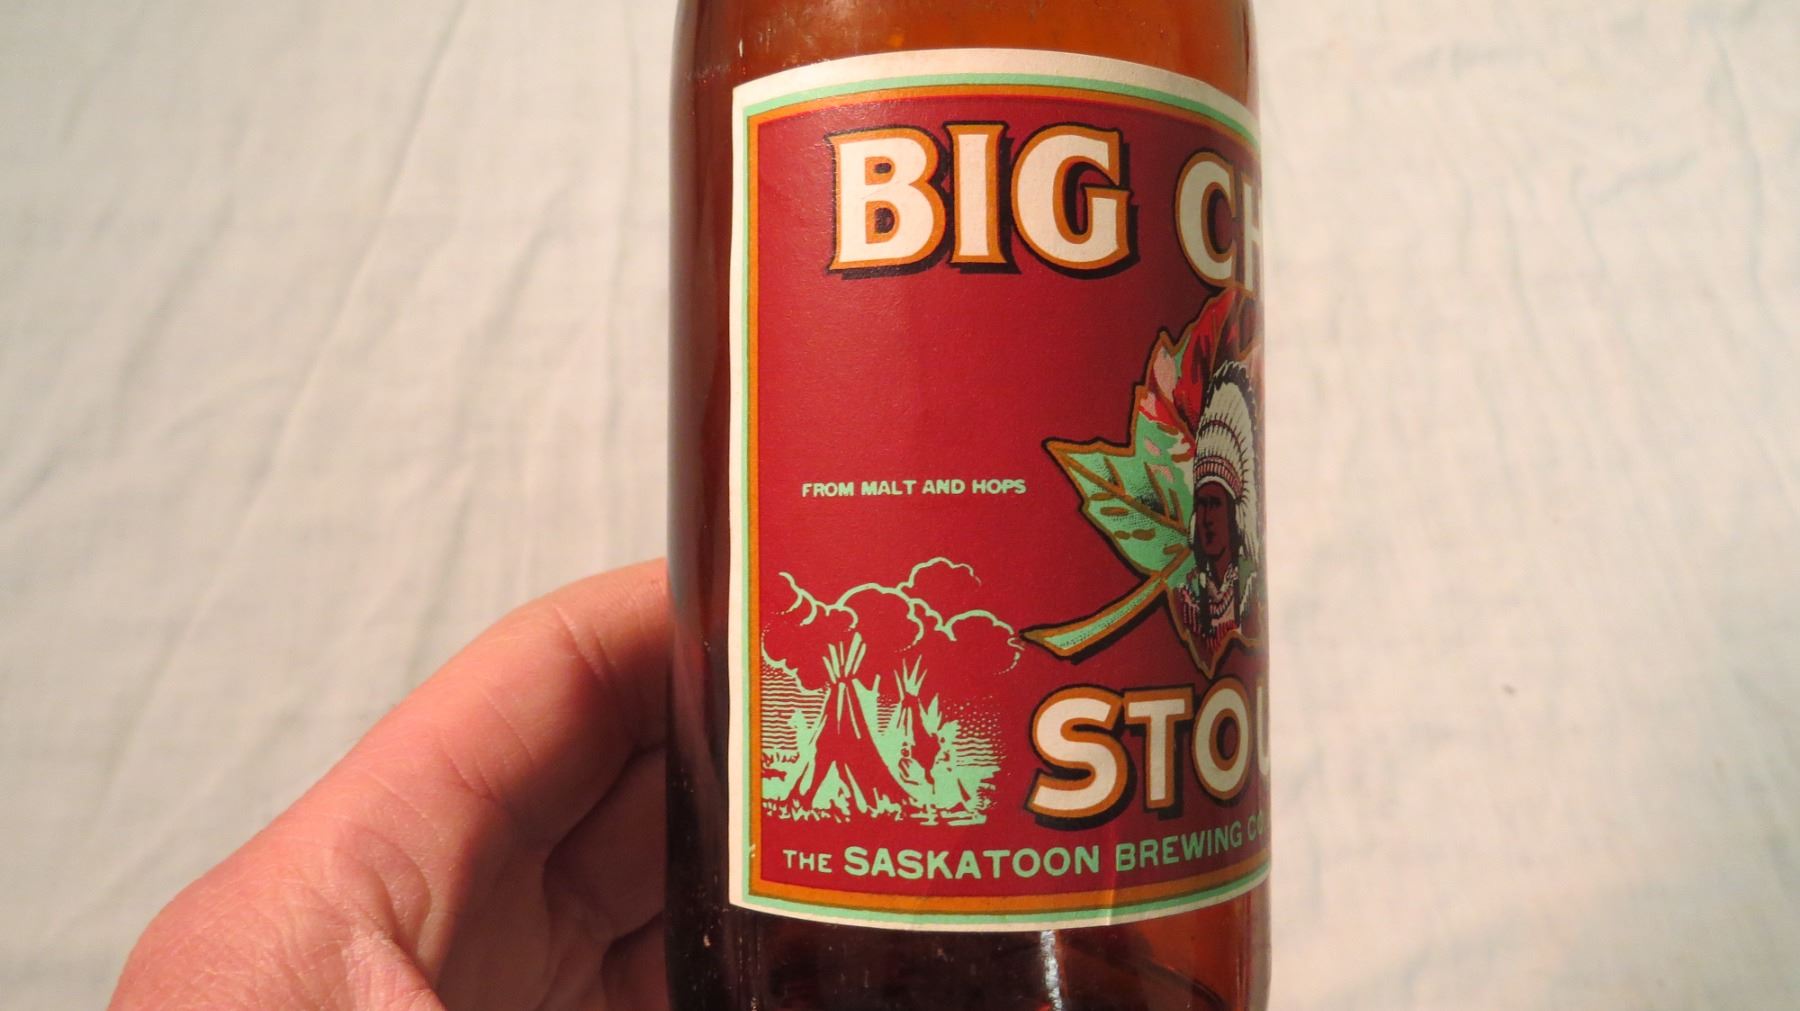 BIG CH
FROM MALT AND HOPS
STOU
THE SASKATOON BREWING CO